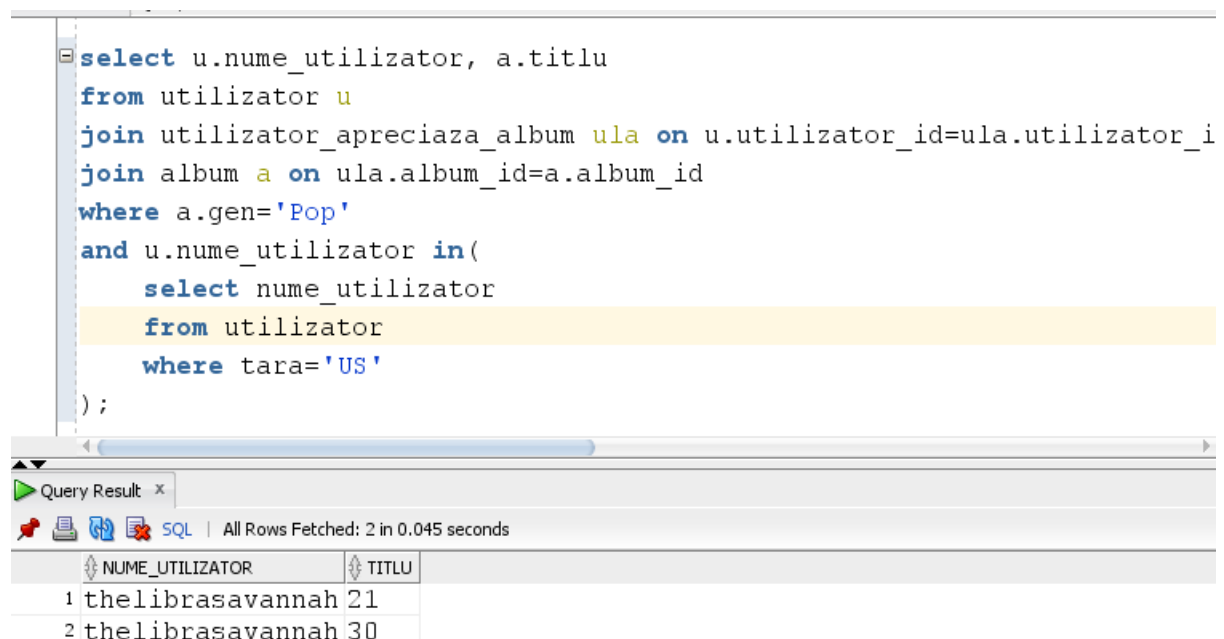 select u.nume_utilizator, a.titlu
from utilizator u
join utilizator_apreciaza_album ula on u.utilizator_id=ula.utilizator_i
join album a on ula.album_id=a.album_id
where a.gen='Pop'
and u.nume_utilizator in(
select nume_utilizator
from utilizator
where tara='US'
);
Query Result x
SQL | All Rows Fetched: 2 in 0.045 seconds
NUME_UTILIZATOR TITLU
1 thelibrasavannah 21
2 thelibrasavannah 30